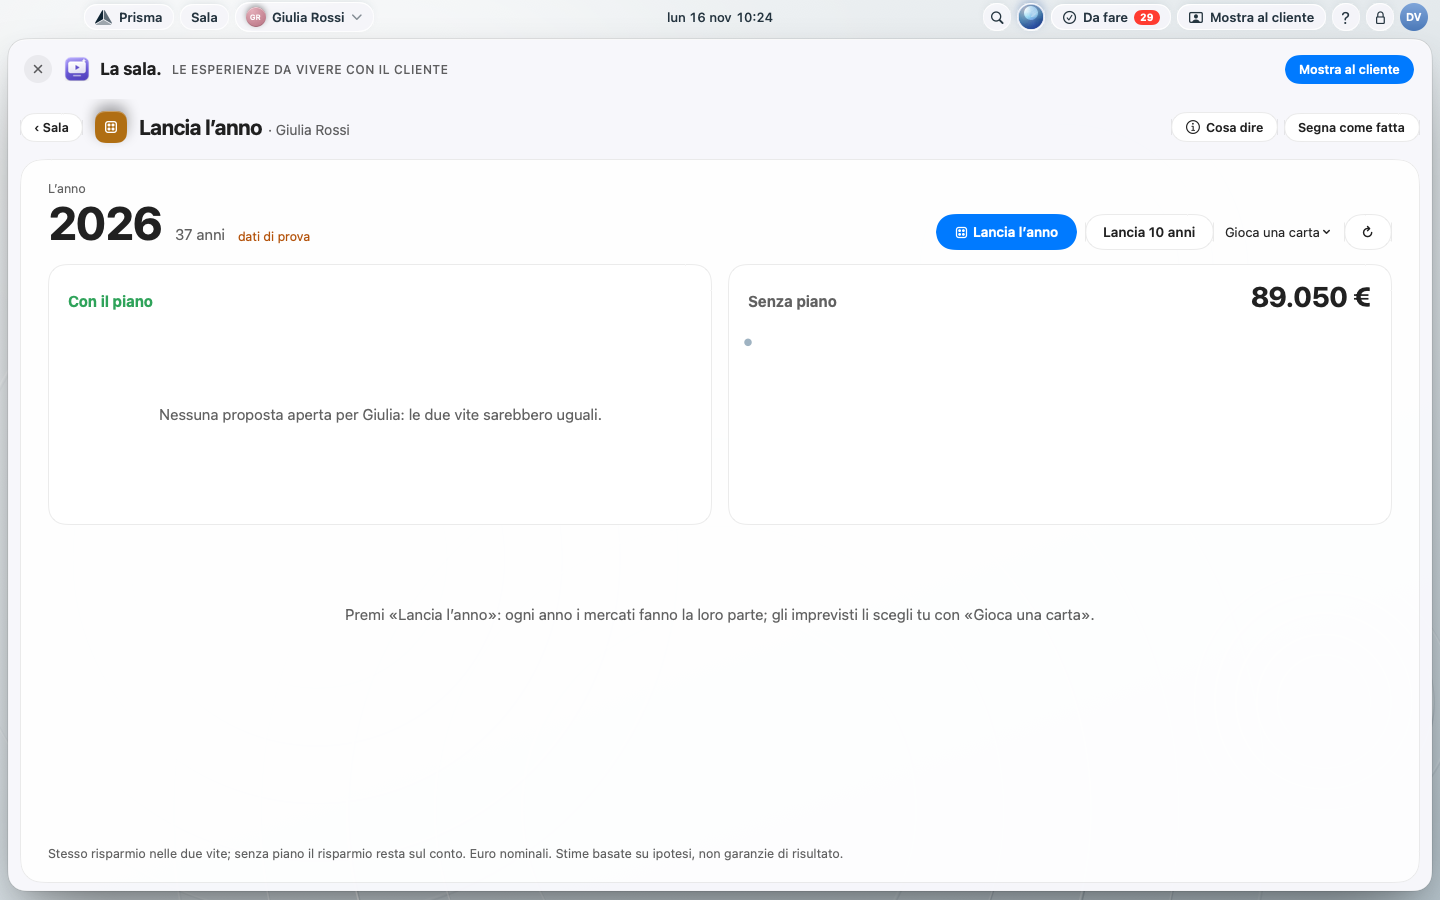 Prisma
Sala
GR
Giulia Rossi
lun 16 nov 10:24
Da fare
29
Mostra al cliente
?
DV
La sala.
LE ESPERIENZE DA VIVERE CON IL CLIENTE
Mostra al cliente
‹ Sala
Lancia l’anno
· Giulia Rossi
Cosa dire
Segna come fatta
L’anno
2026
37 anni
dati di prova
Lancia l’anno
Lancia 10 anni
Gioca una carta
Con il piano
Nessuna proposta aperta per Giulia: le due vite sarebbero uguali.
Senza piano
89.050 €
Premi «Lancia l’anno»: ogni anno i mercati fanno la loro parte; gli imprevisti li scegli tu con «Gioca una carta».
Stesso risparmio nelle due vite; senza piano il risparmio resta sul conto. Euro nominali. Stime basate su ipotesi, non garanzie di risultato.